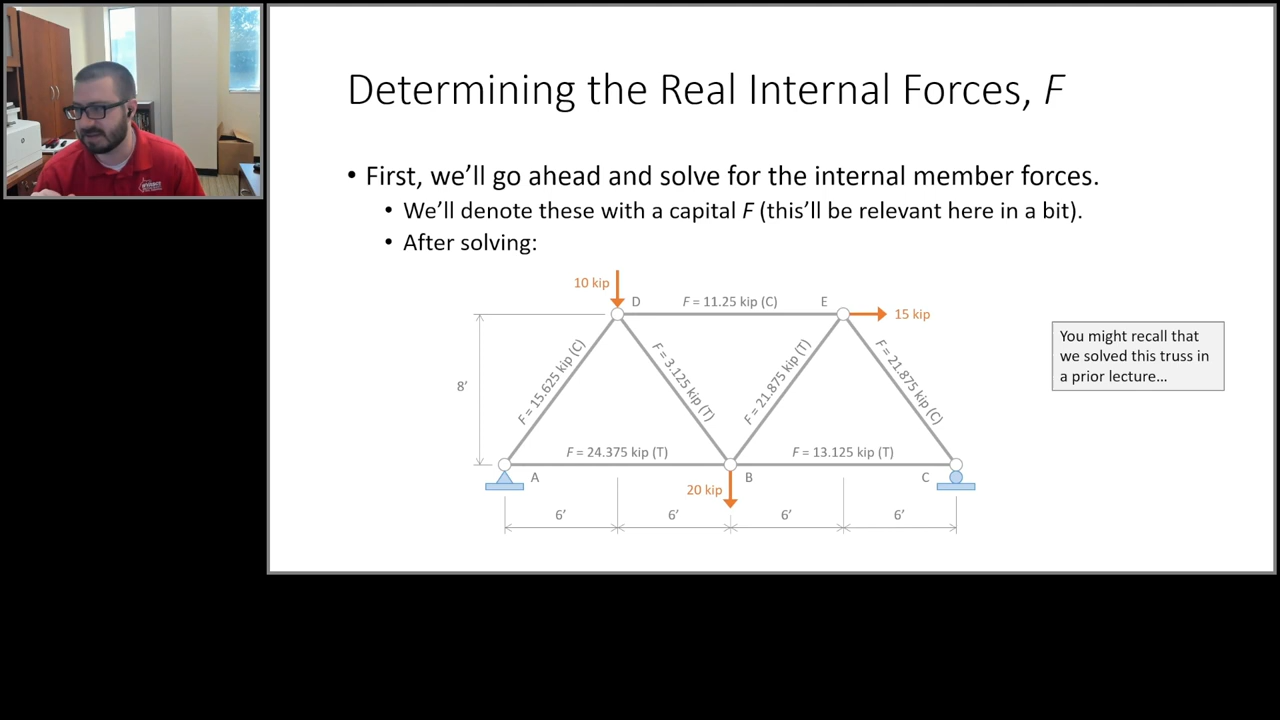 Determining the Real Internal Forces, F
• First, we’ll go ahead and solve for the internal member forces.
• We’ll denote these with a capital F (this’ll be relevant here in a bit).
• After solving:
10 kip
D
F = 11.25 kip (C)
E
15 kip
You might recall that
we solved this truss in
a prior lecture…
8’
F = 15.625 kip (C)
F = 3.125 kip (T)
F = 21.875 kip (T)
F = 21.875 kip (C)
F = 24.375 kip (T)
F = 13.125 kip (T)
A
20 kip
B
C
6’
6’
6’
6’